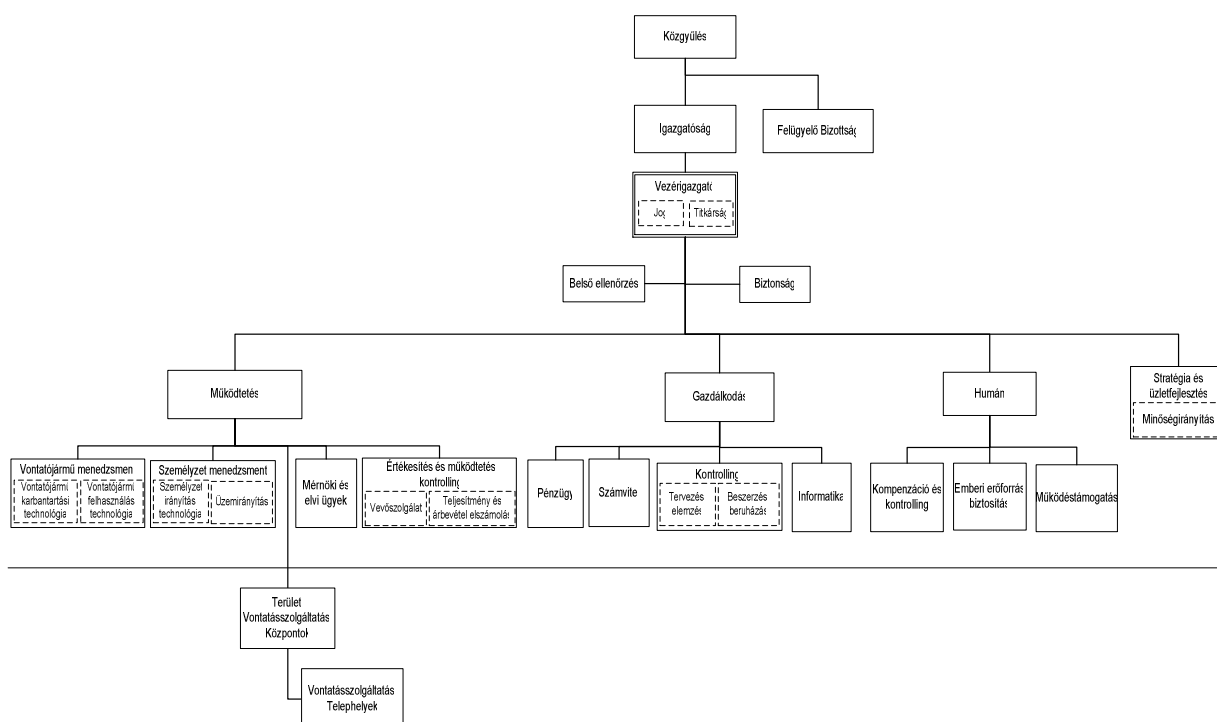 Közgyűlés
Igazgatóság
Felügyelő Bizottság
Vezérigazgató
Jog
Titkárság
Belső ellenőrzés
Biztonság
Működtetés
Gazdálkodás
Humán
Stratégia és
üzletfejlesztés
Minőségirányítás
Vontatójármű menedzsmen
Vontatójármű
karbantartási
technológia
Vontatójármű
felhasználás
technológia
Személyzet menedzsment
Személyzet
irányítás
technológia
Üzemirányítás
Mérnöki és
elvi ügyek
Értékesítés és működtetés
kontrolling
Vevőszolgálat
Teljesítmény és
árbevétel elszámolás
Pénzügy
Számvite
Kontrolling
Tervezés
elemzés
Beszerzés
beruházás
Informatika
Kompenzáció és
kontrolling
Emberi erőforrás
biztosítás
Működéstámogatás
Terület
Vontatásszolgáltatás
Központok
Vontatásszolgáltatás
Telephelyek